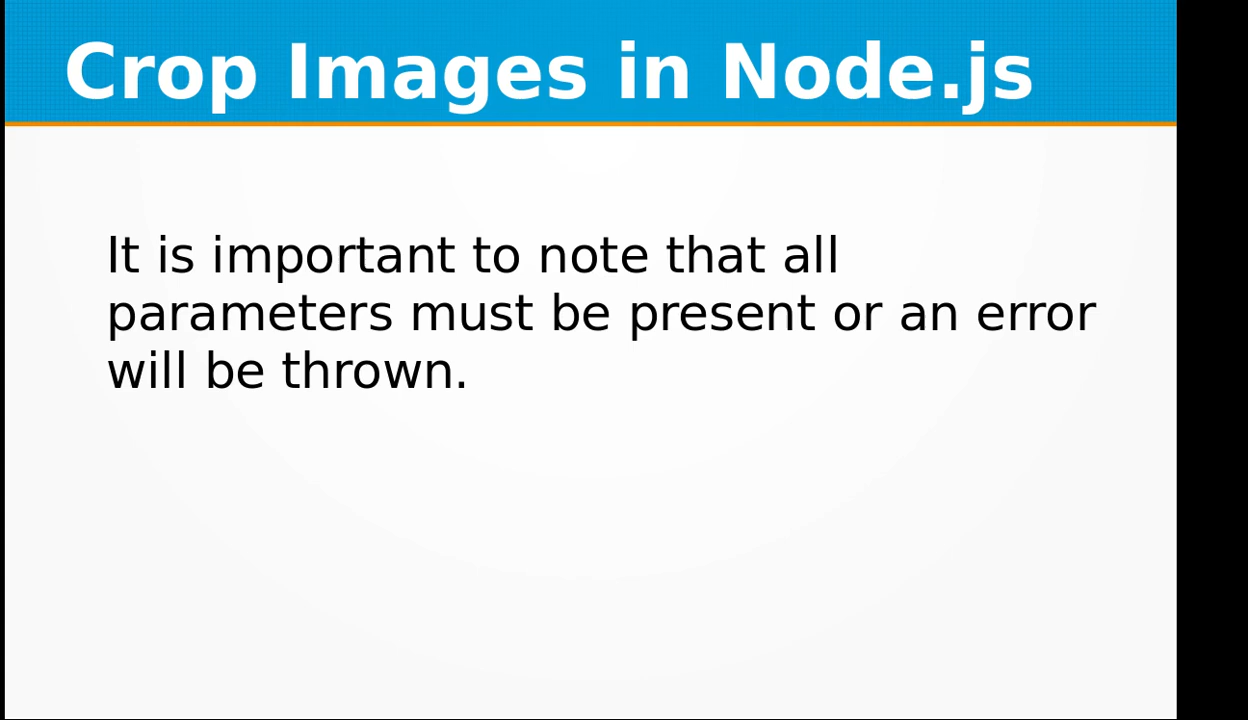 Crop Images in Node.js
It is important to note that all
parameters must be present or an error
will be thrown.